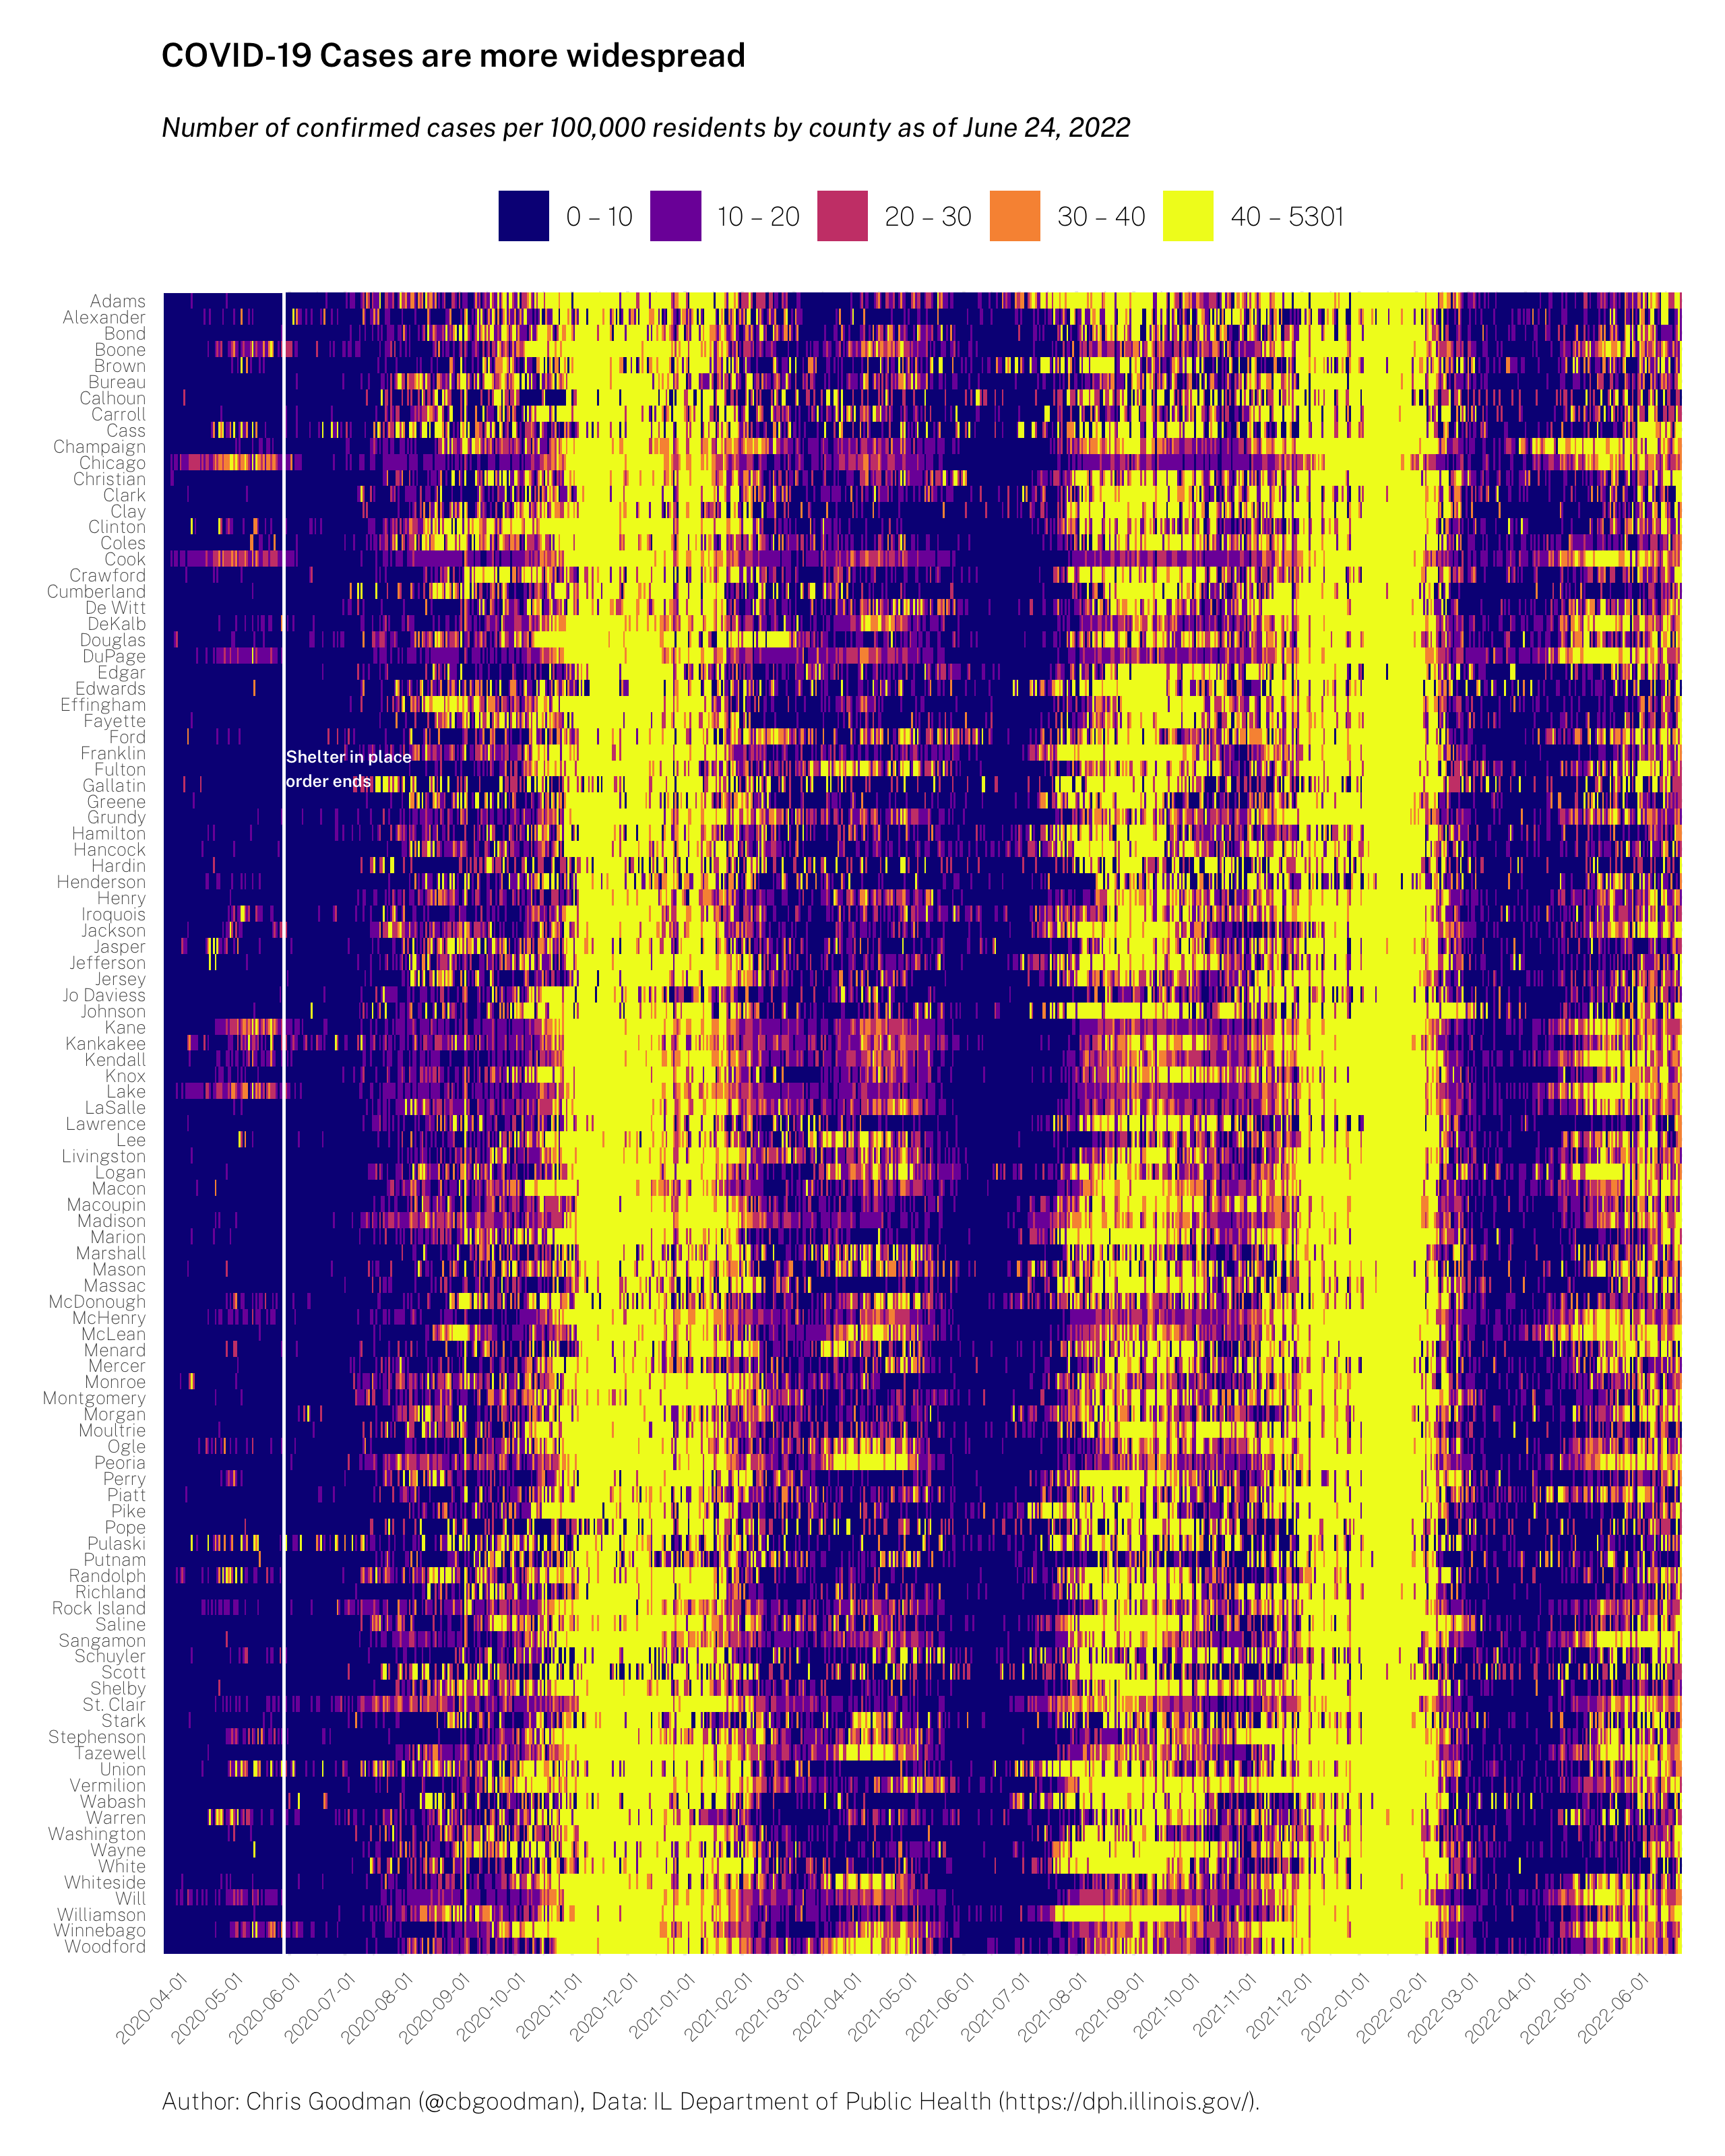 COVID-19 Cases are more widespread
Number of confirmed cases per 100,000 residents by county as of June 24, 2022
0 – 10 10 – 20 20 – 30 30 – 40 40 – 5301
Adams
Alexander
Bond
Boone
Brown
Bureau
Calhoun
Carroll
Cass
Champaign
Chicago
Christian
Clark
Clay
Clinton
Coles
Cook
Crawford
Cumberland
De Witt
DeKalb
Douglas
DuPage
Edgar
Edwards
Effingham
Fayette
Ford
Franklin
Fulton
Gallatin
Greene
Grundy
Hamilton
Hancock
Hardin
Henderson
Henry
Iroquois
Jackson
Jasper
Jefferson
Jersey
Jo Daviess
Johnson
Kane
Kankakee
Kendall
Knox
Lake
LaSalle
Lawrence
Lee
Livingston
Logan
Macon
Macoupin
Madison
Marion
Marshall
Mason
Massac
McDonough
McHenry
McLean
Menard
Mercer
Monroe
Montgomery
Morgan
Moultrie
Ogle
Peoria
Perry
Piatt
Pike
Pope
Pulaski
Putnam
Randolph
Richland
Rock Island
Saline
Sangamon
Schuyler
Scott
Shelby
St. Clair
Stark
Stephenson
Tazewell
Union
Vermilion
Wabash
Warren
Washington
Wayne
White
Whiteside
Will
Williamson
Winnebago
Woodford
Shelter in place
order ends
2020-04-01
2020-05-01
2020-06-01
2020-07-01
2020-08-01
2020-09-01
2020-10-01
2020-11-01
2020-12-01
2021-01-01
2021-02-01
2021-03-01
2021-04-01
2021-05-01
2021-06-01
2021-07-01
2021-08-01
2021-09-01
2021-10-01
2021-11-01
2021-12-01
2022-01-01
2022-02-01
2022-03-01
2022-04-01
2022-05-01
2022-06-01
Author: Chris Goodman (@cbgoodman), Data: IL Department of Public Health (https://dph.illinois.gov/).